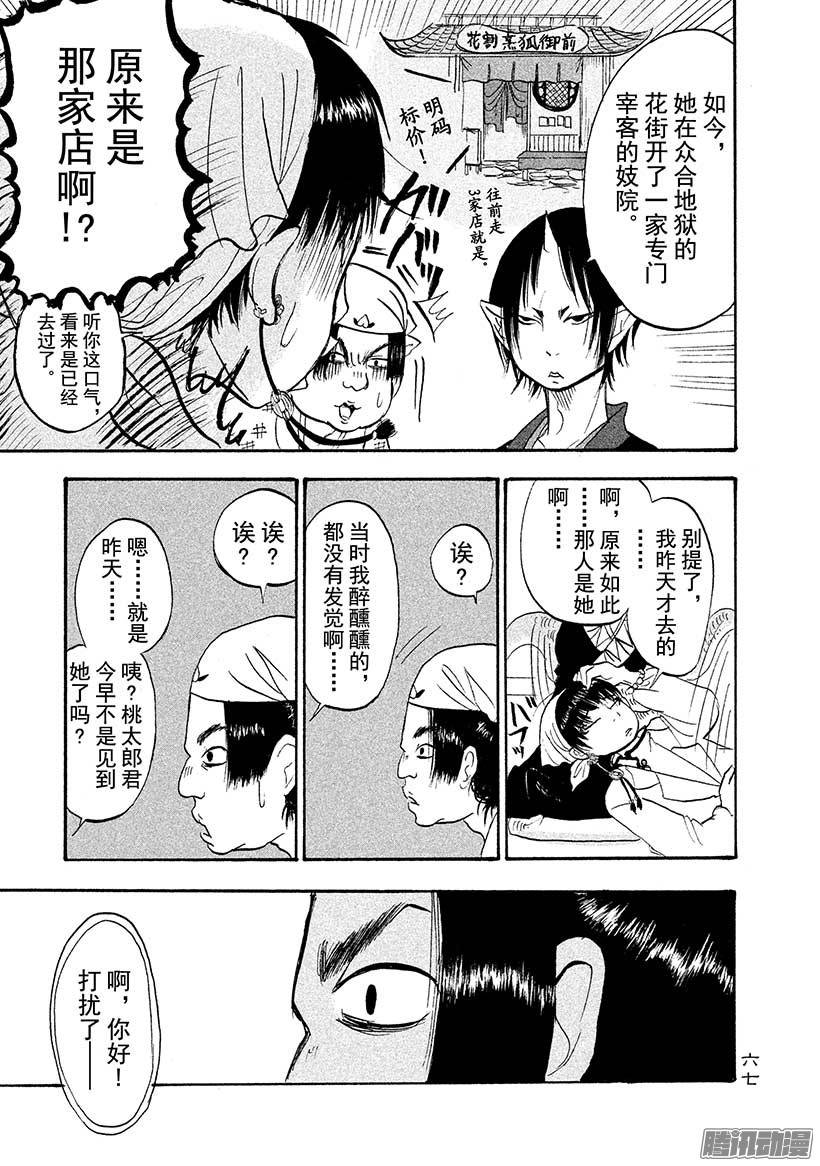 如今，
她在众合地狱的
花街开了一家专门
宰客的妓院。
花割烹狐御前
明码
标价！
往前走
3家店就是。
原来是
那家店啊！？
听你这口气，
看来是已经
去过了。
别提了，
我昨天才去的
啊，原来如此
……那人是她
啊……
诶？
当时我醉醺醺的，
都没有发觉啊……
诶？
诶？
嗯……就是
昨天……
咦？桃太郎君
今早不是见到
她了吗？
啊，你好！
打扰了——
六七
腾讯动漫